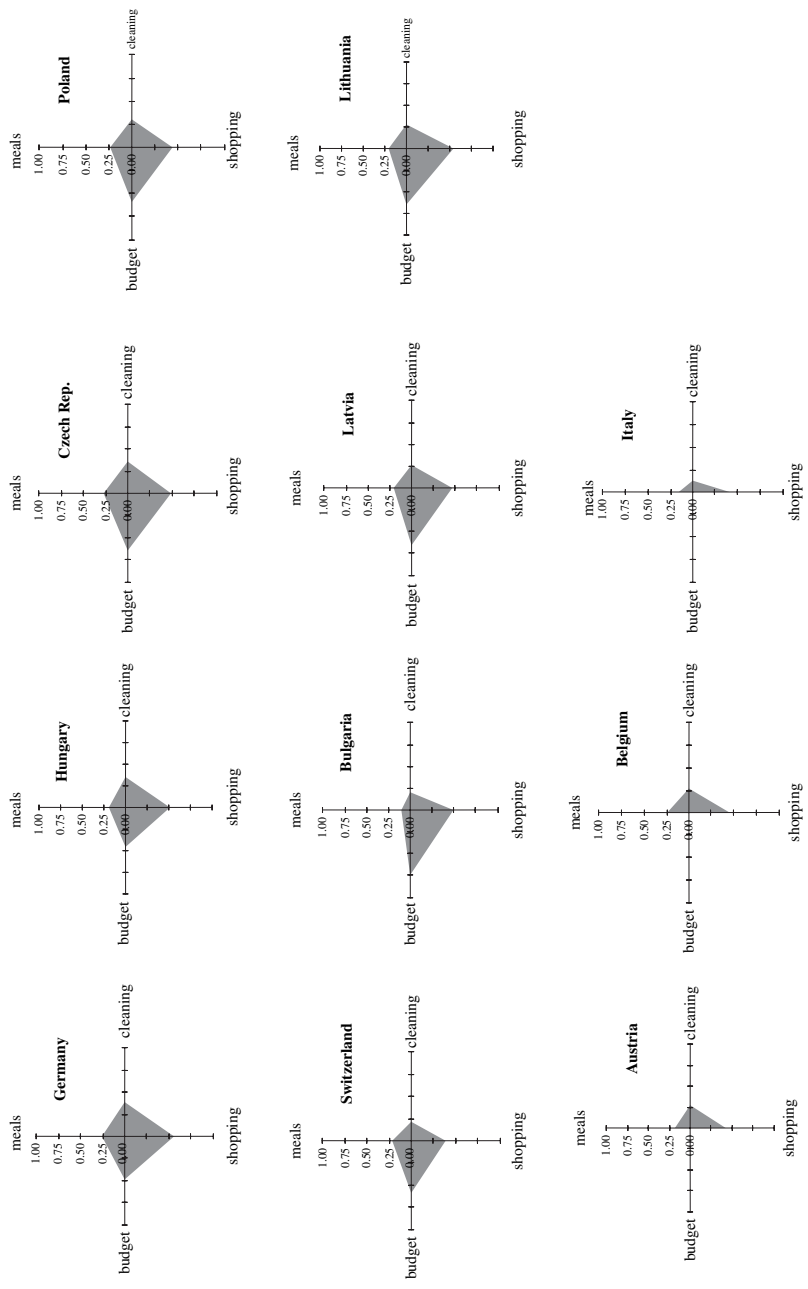 Germany
meals
1.00
0.75
0.50
0.25
0.00
budget
cleaning
shopping
Hungary
meals
1.00
0.75
0.50
0.25
0.00
budget
cleaning
shopping
Czech Rep.
meals
1.00
0.75
0.50
0.25
0.00
budget
cleaning
shopping
Poland
meals
1.00
0.75
0.50
0.25
0.00
budget
cleaning
shopping
Switzerland
meals
1.00
0.75
0.50
0.25
0.00
budget
cleaning
shopping
Bulgaria
meals
1.00
0.75
0.50
0.25
0.00
budget
cleaning
shopping
Latvia
meals
1.00
0.75
0.50
0.25
0.00
budget
cleaning
shopping
Lithuania
meals
1.00
0.75
0.50
0.25
0.00
budget
cleaning
shopping
Austria
meals
1.00
0.75
0.50
0.25
0.00
budget
cleaning
shopping
Belgium
meals
1.00
0.75
0.50
0.25
0.00
budget
cleaning
shopping
Italy
meals
1.00
0.75
0.50
0.25
0.00
budget
cleaning
shopping